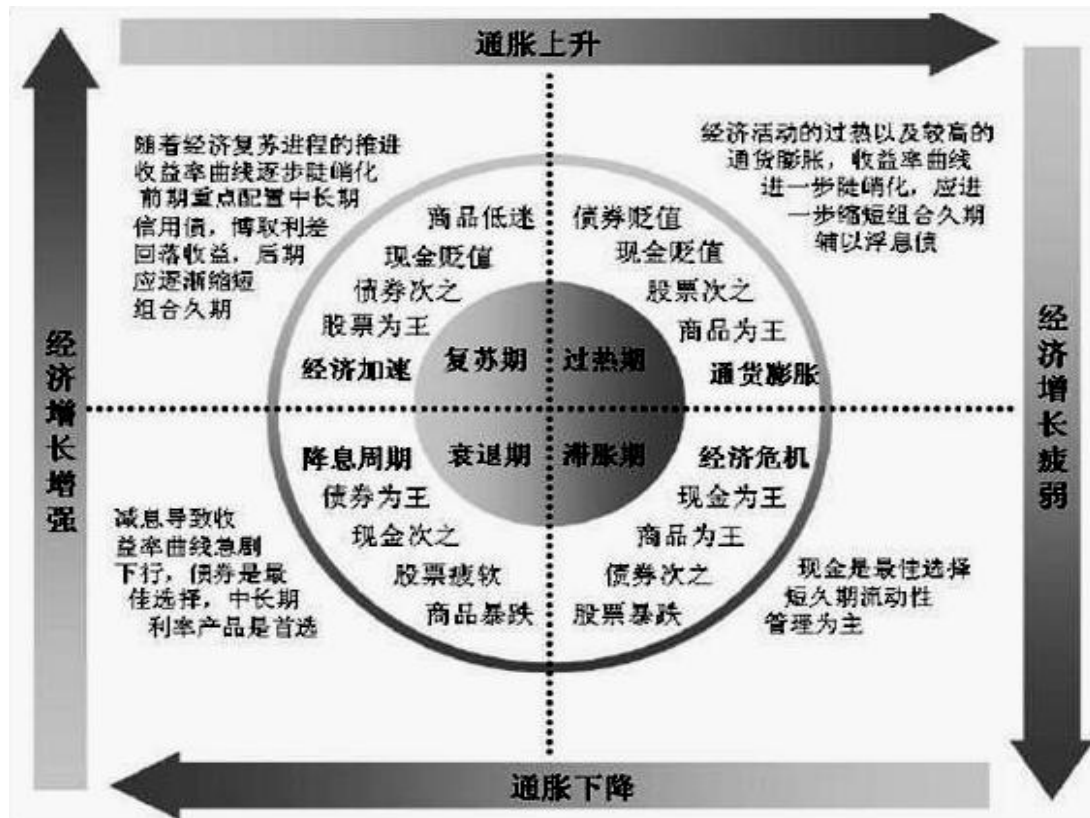 通胀上升
经济增长增强
随着经济复苏进程的推进
收益率曲线逐步陡峭化
前期重点配置中长期
信用债，博取利差
回落收益，后期
应逐渐缩短
组合久期
商品低迷
现金贬值
债券次之
股票为王
经济加速
复苏期
经济活动的过热以及较高的
通货膨胀，收益率曲线
进一步陡峭化，应进
一步缩短组合久期
辅以浮息债
债券贬值
现金贬值
股票次之
商品为王
过热期
通货膨胀
经济增长疲弱
降息周期
衰退期
债券为王
现金次之
股票疲软
商品暴跌
减息导致收
益率曲线急剧
下行，债券是最
佳选择，中长期
利率产品是首选
滞胀期
经济危机
现金为王
商品为王
债券次之
股票暴跌
现金是最佳选择
短久期流动性
管理为主
通胀下降